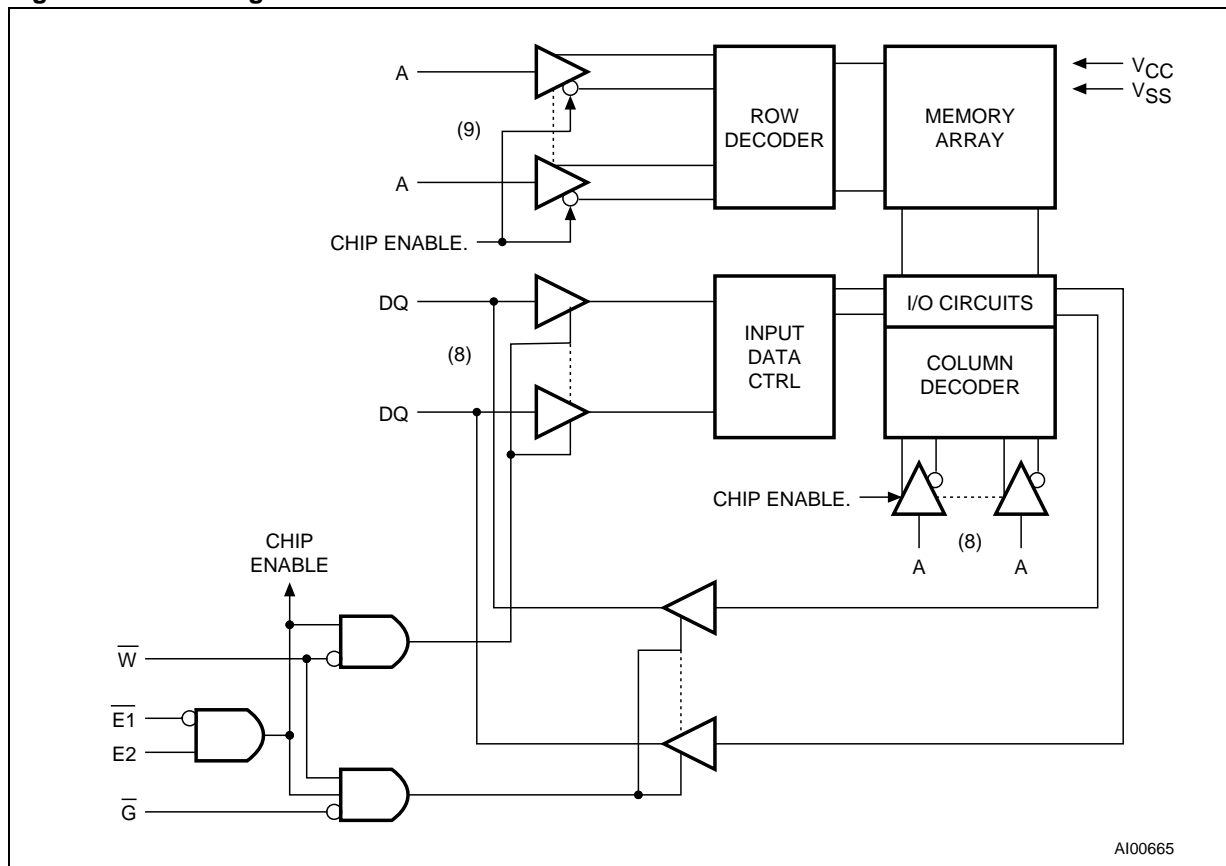 A
(9)
A
CHIP ENABLE.
ROW
DECODER
MEMORY
ARRAY
VCC
VSS
DQ
(8)
DQ
INPUT
DATA
CTRL
I/O CIRCUITS
COLUMN
DECODER
CHIP ENABLE.
(8)
A
A
CHIP
ENABLE
W̅
E̅1̅
E2
G̅
AI00665